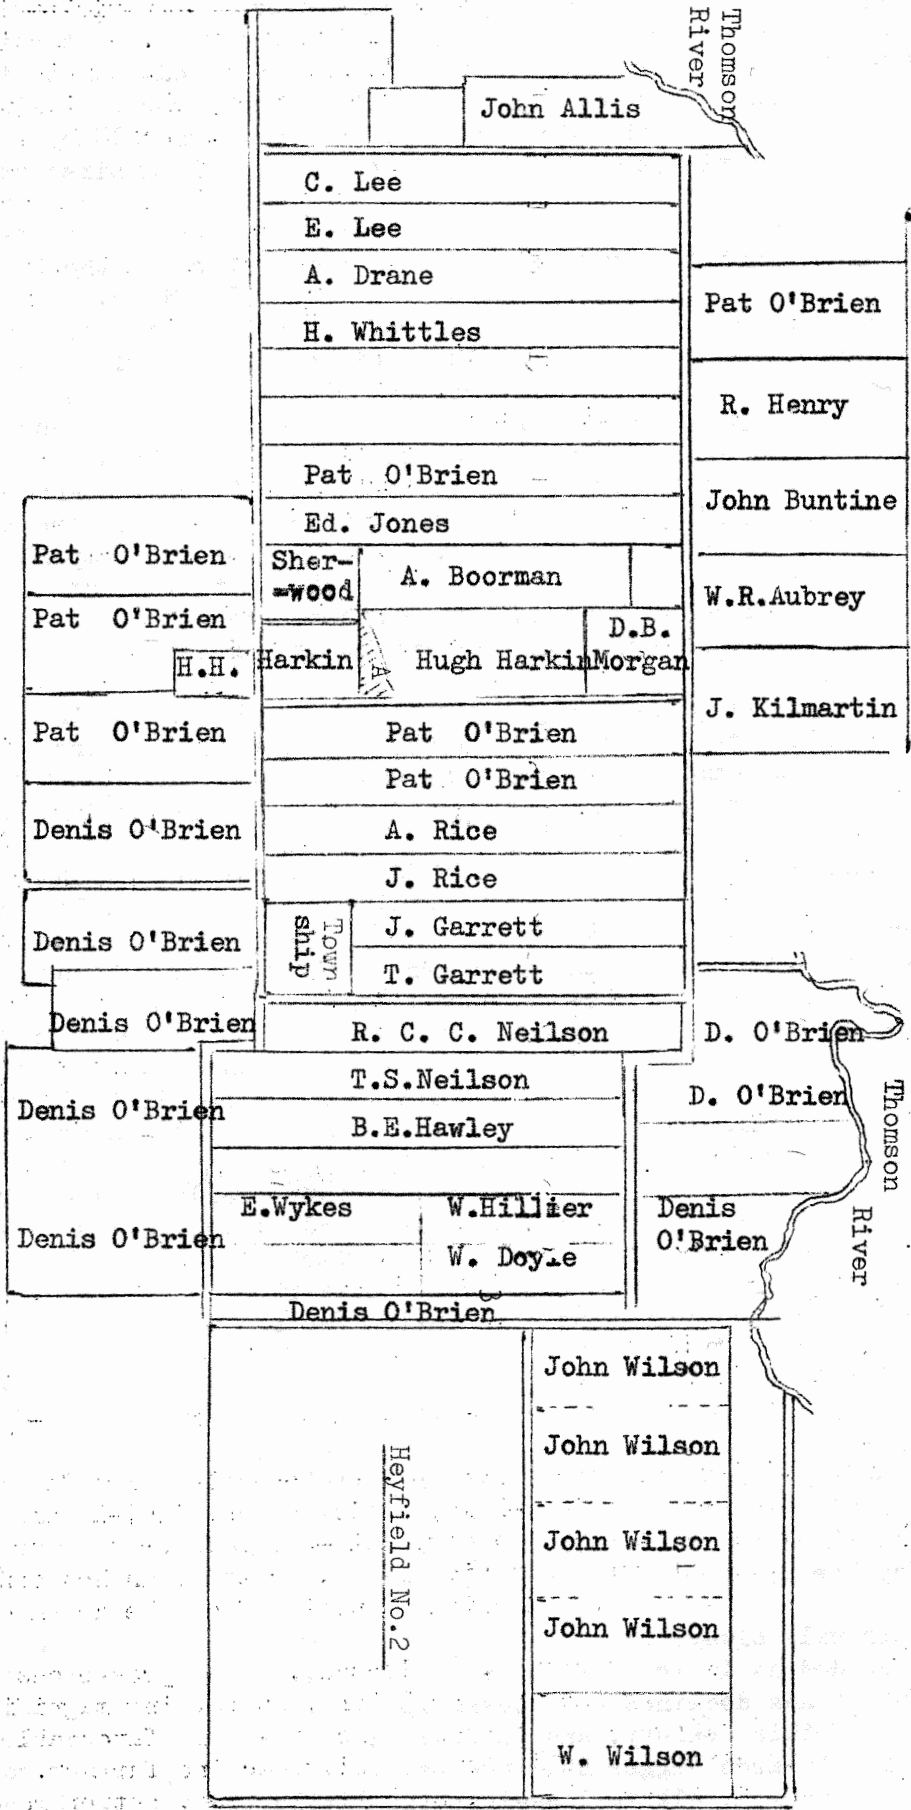 Thomson
River
John Allis
C. Lee
E. Lee
A. Drane
H. Whittles
Pat O'Brien
Ed. Jones
Sher-
-wood
A. Boorman
Harkin
Hugh Harkin
D.B.
Morgan
Pat O'Brien
R. Henry
John Buntine
W.R.Aubrey
J. Kilmartin
Pat O'Brien
Pat O'Brien
H.H.
Pat O'Brien
Denis O'Brien
Denis O'Brien
Denis O'Brien
Denis O'Brien
Denis O'Brien
Pat O'Brien
Pat O'Brien
A. Rice
J. Rice
Town
ship
J. Garrett
T. Garrett
R. C. C. Neilson
T.S.Neilson
B.E.Hawley
E.Wykes
W.Hillier
W. Doyle
Denis O'Brien
D. O'Brien
D. O'Brien
Denis
O'Brien
Thomson
River
Heyfield No.2
John Wilson
John Wilson
John Wilson
John Wilson
W. Wilson